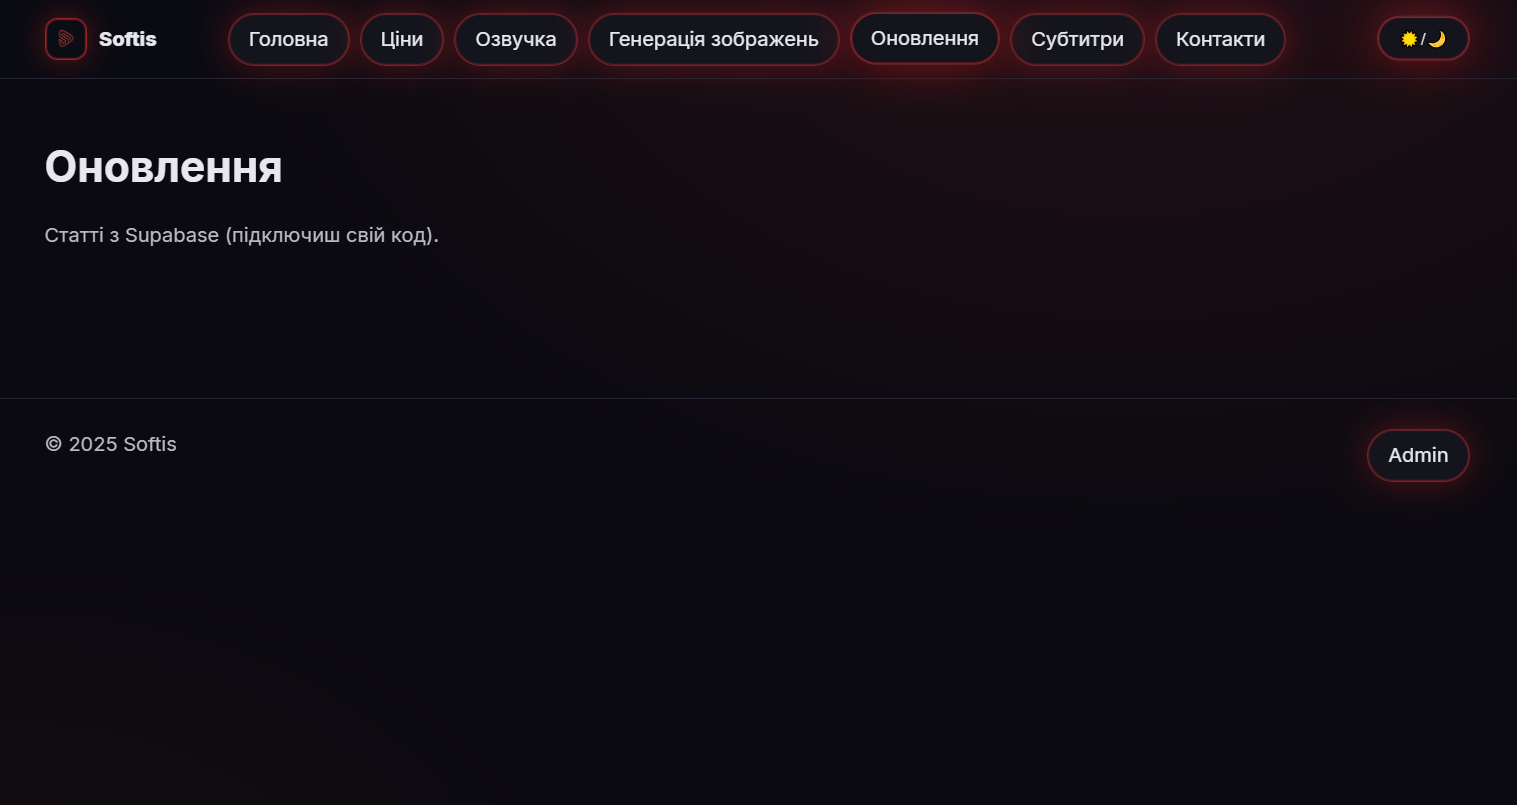 Softis
Головна
Ціни
Озвучка
Генерація зображень
Оновлення
Субтитри
Контакти
☀️/🌙
Оновлення
Статті з Supabase (підключиш свій код).
© 2025 Softis
Admin